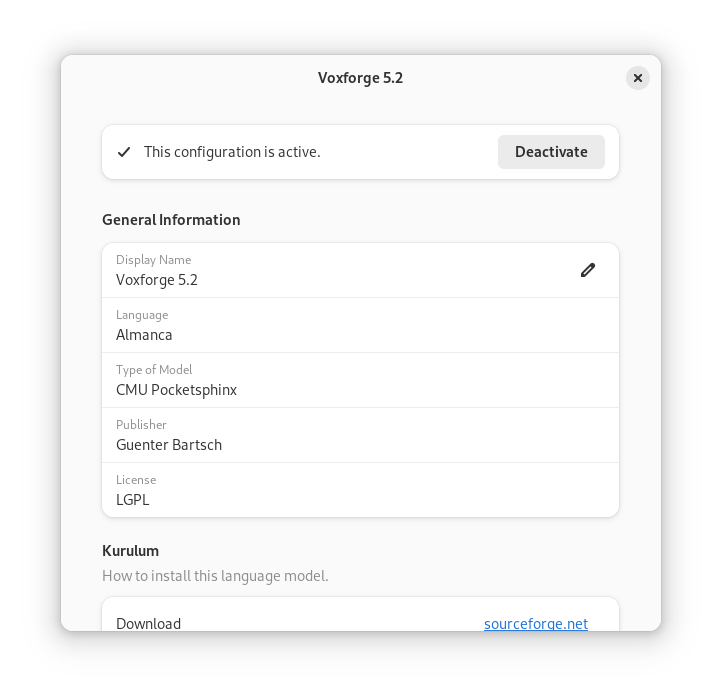 Voxforge 5.2
This configuration is active.
Deactivate
General Information
Display Name
Voxforge 5.2
Language
Almanca
Type of Model
CMU Pocketsphinx
Publisher
Guenter Bartsch
License
LGPL
Kurulum
How to install this language model.
Download
sourceforge.net